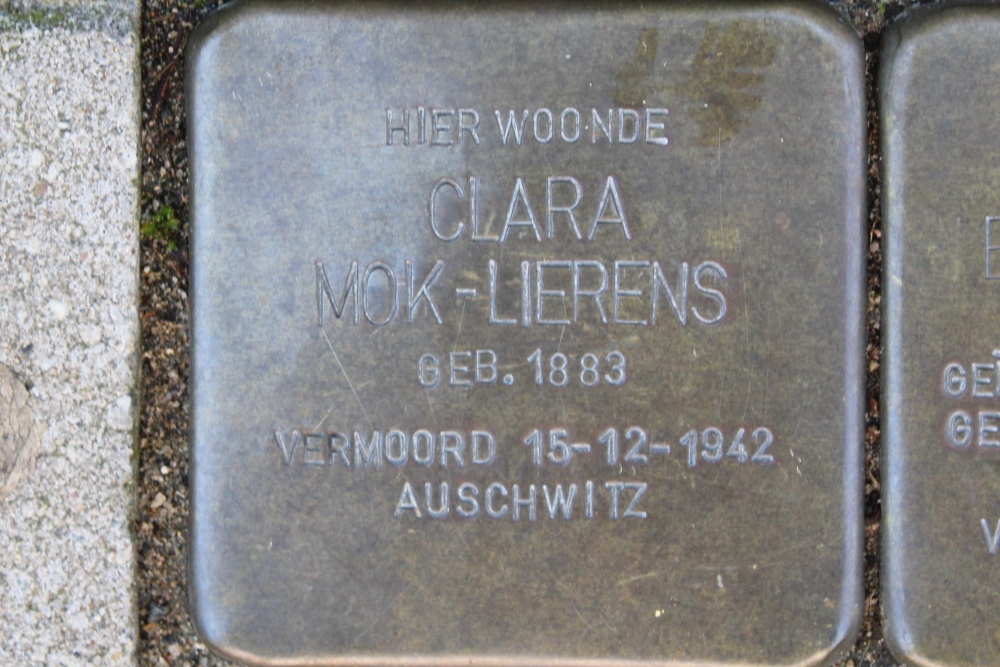 HIER WOONDE
CLARA
MOK-LIERENS
GEB. 1883
VERMOORD 15-12-1942
AUSCHWITZ